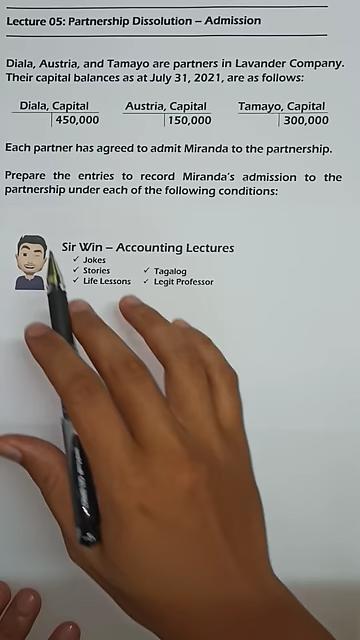 Lecture 05: Partnership Dissolution – Admission
Diala, Austria, and Tamayo are partners in Lavander Company.
Their capital balances as at July 31, 2021, are as follows:
Diala, Capital Austria, Capital Tamayo, Capital
450,000 150,000 300,000
Each partner has agreed to admit Miranda to the partnership.
Prepare the entries to record Miranda's admission to the
partnership under each of the following conditions:
Sir Win – Accounting Lectures
✓ Jokes
✓ Stories ✓ Tagalog
✓ Life Lessons ✓ Legit Professor